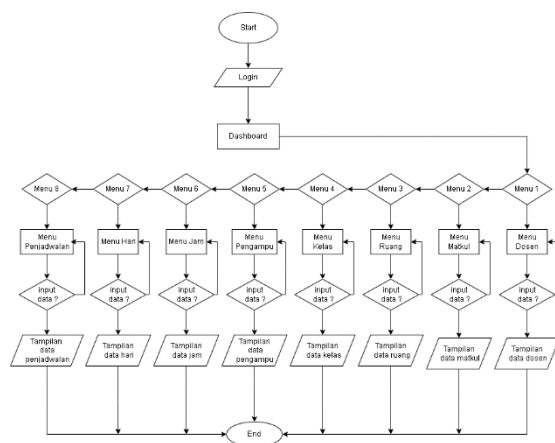 Start
Login
Dashboard
Menu 8
Menu 7
Menu 6
Menu 5
Menu 4
Menu 3
Menu 2
Menu 1
Menu
Penjadwalan
Menu Hari
Menu Jam
Menu
Pengampu
Menu
Kelas
Menu
Ruang
Menu
Matkul
Menu
Dosen
input
data ?
input
data ?
input
data ?
input
data ?
input
data ?
input
data ?
input
data ?
input
data ?
Tampilan
data
penjadwalan
Tampilan
data hari
Tampilan
data jam
Tampilan
data
pengampu
Tampilan
data kelas
Tampilan
data ruang
Tampilan
data matkul
Tampilan
data dosen
End